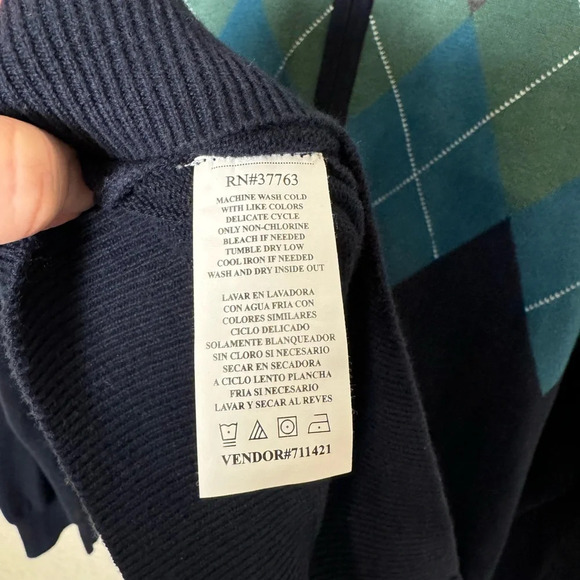 RN#37763
MACHINE WASH COLD
WITH LIKE COLORS
DELICATE CYCLE
ONLY NON-CHLORINE
BLEACH IF NEEDED
TUMBLE DRY LOW
COOL IRON IF NEEDED
WASH AND DRY INSIDE OUT
LAVAR EN LAVADORA
CON AGUA FRIA CON
COLORES SIMILARES
CICLO DELICADO
SOLAMENTE BLANQUEADOR
SIN CLORO SI NECESARIO
SECAR EN SECADORA
A CICLO LENTO PLANCHA
FRIA SI NECESARIO
LAVAR Y SECAR AL REVES
VENDOR#711421